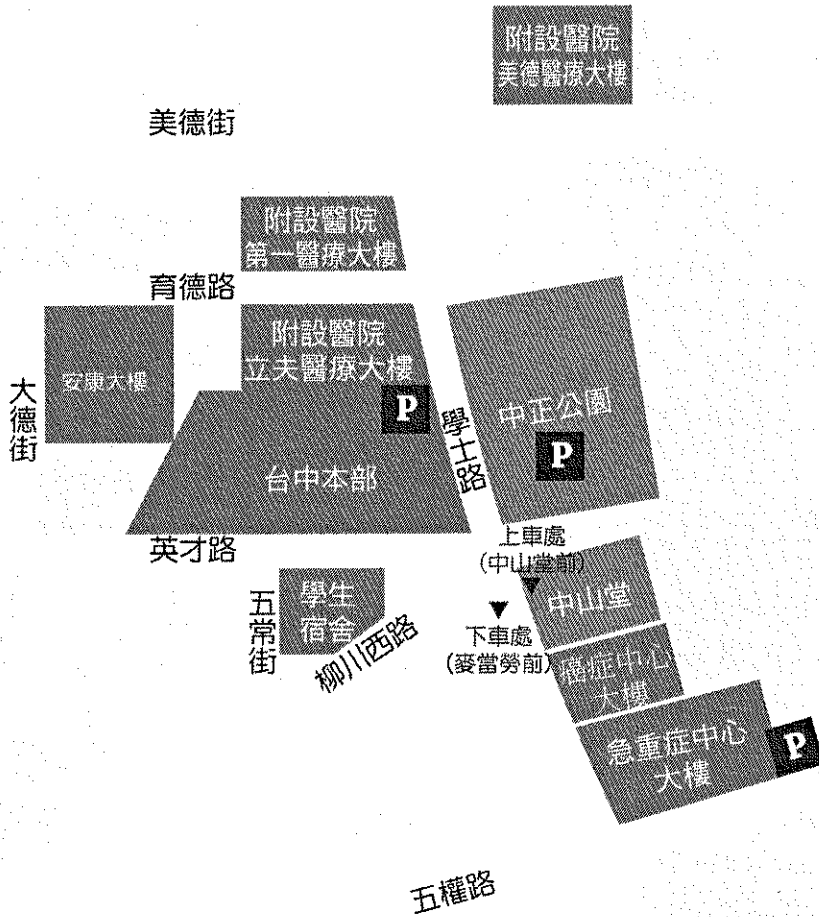 附設醫院
美德醫療大樓
美德街
附設醫院
第一醫療大樓
育德路
附設醫院
立夫醫療大樓
安康大樓
大德街
P
中正公園
P
學士路
台中本部
英才路
上車處
(中山堂前)
中山堂
學生
宿舍
五常街
柳川西路
下車處
(麥當勞前)
癌症中心
大樓
急重症中心
大樓
P
五權路